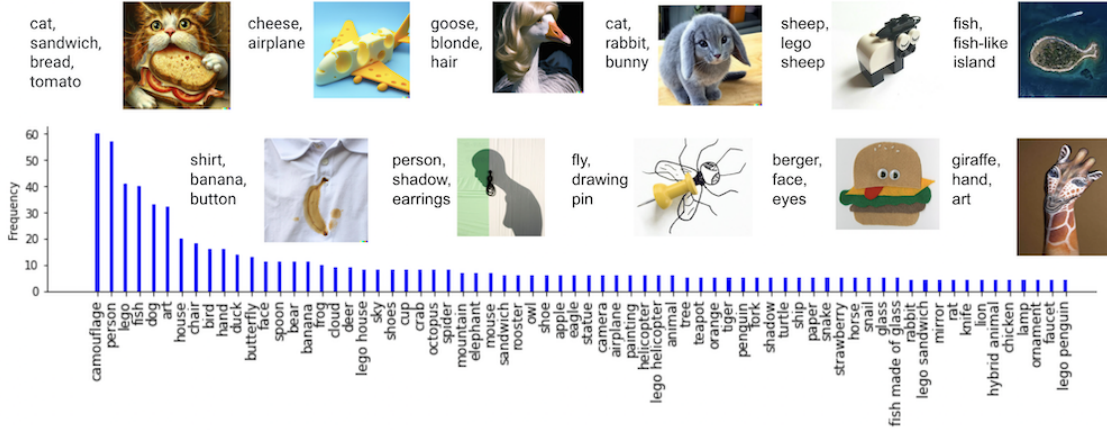 cat,
sandwich,
bread,
tomato
cheese,
airplane
goose,
blonde,
hair
cat,
rabbit,
bunny
sheep,
lego
sheep
fish,
fish-like
island
shirt,
banana,
button
person,
shadow,
earrings
fly,
drawing
pin
berger,
face,
eyes
giraffe,
hand,
art
Frequency
60
50
40
30
20
10
0
camouflage
person
lego
fish
dog
art
house
chair
bird
hand
duck
butterfly
face
spoon
bear
banana
frog
cloud
deer
lego house
sky
shoes
cup
crab
octopus
spider
mountain
elephant
mouse
sandwich
rooster
owl
shoe
apple
eagle
statue
camera
airplane
painting
helicopter
lego helicopter
animal
tree
teapot
orange
tiger
penguin
fork
shadow
turtle
ship
paper
snake
strawberry
horse
snail
glass
fish made of glass
rabbit
lego sandwich
mirror
rat
knife
lion
hybrid animal
chicken
lamp
ornament
faucet
lego penguin